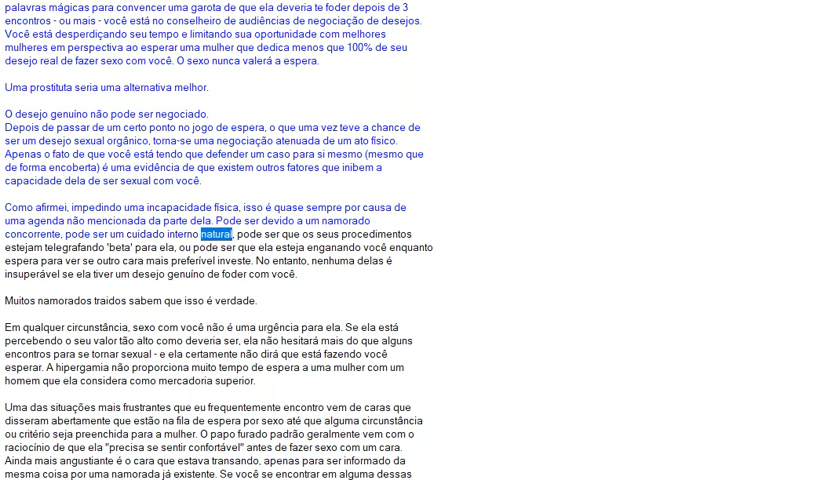 palavras mágicas para convencer uma garota de que ela deveria te foder depois de 3
encontros - ou mais - você está no conselheiro de audiências de negociação de desejos.
Você está desperdiçando seu tempo e limitando sua oportunidade com melhores
mulheres em perspectiva ao esperar uma mulher que dedica menos que 100% de seu
desejo real de fazer sexo com você. O sexo nunca valerá a espera.
Uma prostituta seria uma alternativa melhor.
O desejo genuíno não pode ser negociado.
Depois de passar de um certo ponto no jogo de espera, o que uma vez teve a chance de
ser um desejo sexual orgânico, torna-se uma negociação atenuada de um ato físico.
Apenas o fato de que você está tendo que defender um caso para si mesmo (mesmo que
de forma encoberta) é uma evidência de que existem outros fatores que inibem a
capacidade dela de ser sexual com você.
Como afirmei, impedindo uma incapacidade física, isso é quase sempre por causa de
uma agenda não mencionada da parte dela. Pode ser devido a um namorado
concorrente, pode ser um cuidado interno natural, pode ser que os seus procedimentos
estejam telegrafando 'beta' para ela, ou pode ser que ela esteja enganando você enquanto
espera para ver se outro cara mais preferível investe. No entanto, nenhuma delas é
insuperável se ela tiver um desejo genuíno de foder com você.
Muitos namorados traidos sabem que isso é verdade.
Em qualquer circunstância, sexo com você não é uma urgência para ela. Se ela está
percebendo o seu valor tão alto como deveria ser, ela não hesitará mais do que alguns
encontros para se tornar sexual - e ela certamente não dirá que está fazendo você
esperar. A hipergamia não proporciona muito tempo de espera a uma mulher com um
homem que ela considera como mercadoria superior.
Uma das situações mais frustrantes que eu frequentemente encontro vem de caras que
disseram abertamente que estão na fila de espera por sexo até que alguma circunstância
ou critério seja preenchida para a mulher. O papo furado padrão geralmente vem com o
raciocínio de que ela "precisa se sentir confortável" antes de fazer sexo com um cara.
Ainda mais angustiante é o cara que estava transando, apenas para ser informado da
mesma coisa por uma namorada já existente. Se você se encontrar em alguma dessas